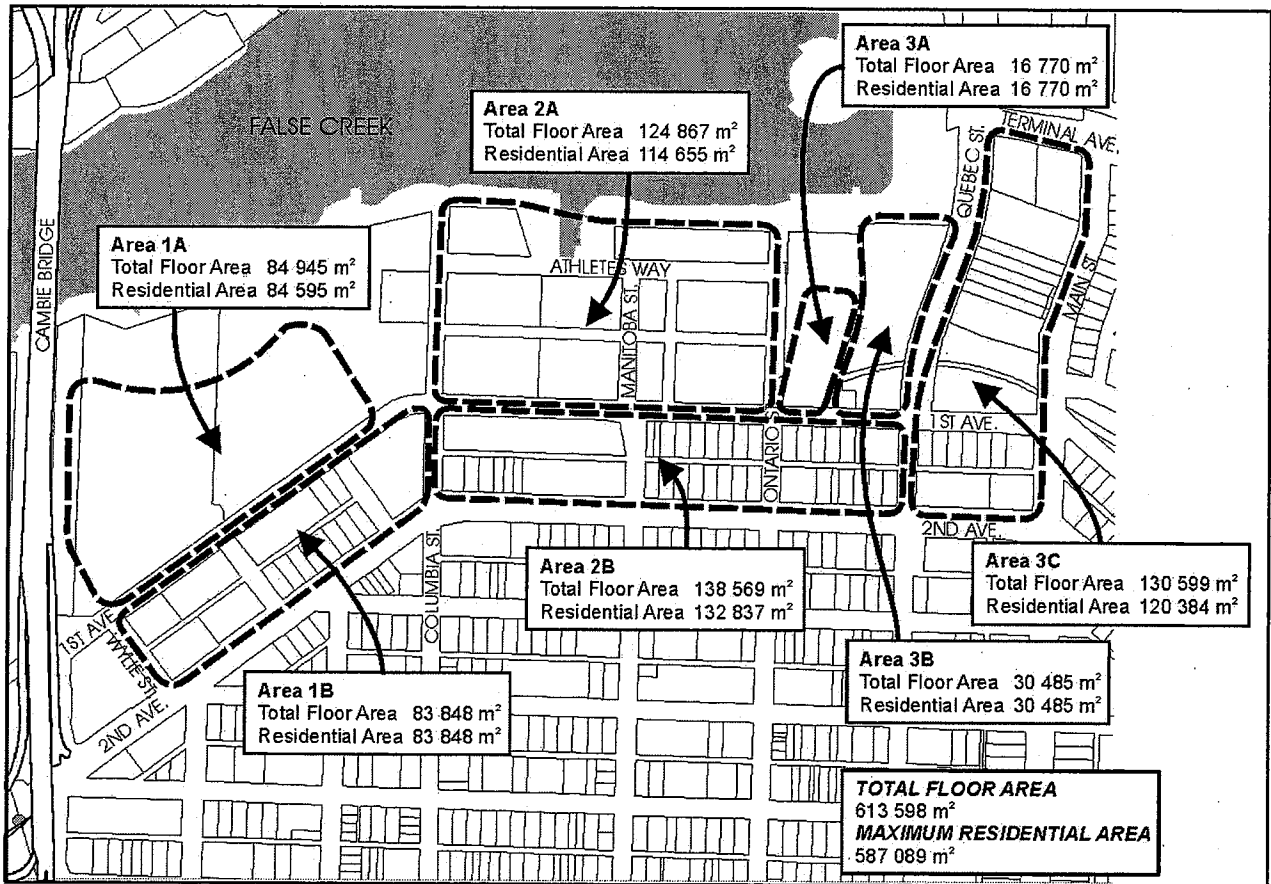 Area 3A
Total Floor Area 16 770 m²
Residential Area 16 770 m²
Area 2A
Total Floor Area 124 867 m²
Residential Area 114 655 m²
FALSE CREEK
TERMINAL AVE.
QUEBEC ST.
CAMBIE BRIDGE
Area 1A
Total Floor Area 84 945 m²
Residential Area 84 595 m²
ATHLETES WAY
MANITOBA ST.
MAIN ST.
1ST AVE.
ONTARIO S
2ND AVE.
COLUMBIA ST.
Area 2B
Total Floor Area 138 569 m²
Residential Area 132 837 m²
Area 3C
Total Floor Area 130 599 m²
Residential Area 120 384 m²
1ST AVE.
WYLIE ST.
2ND AVE.
Area 1B
Total Floor Area 83 848 m²
Residential Area 83 848 m²
Area 3B
Total Floor Area 30 485 m²
Residential Area 30 485 m²
TOTAL FLOOR AREA
613 598 m²
MAXIMUM RESIDENTIAL AREA
587 089 m²